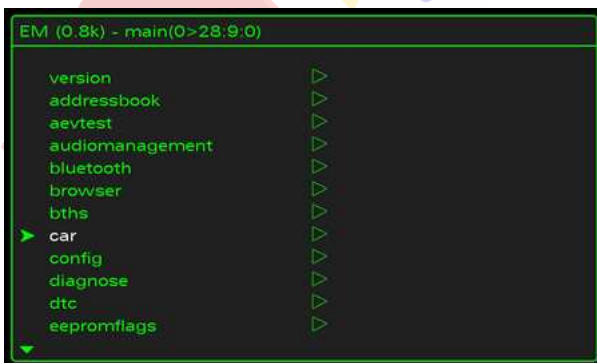 EM (0.8k) - main(0>28:9:0)
version
addressbook
aevtest
audiomanagement
bluetooth
browser
bths
car
config
diagnose
dtc
eepromflags